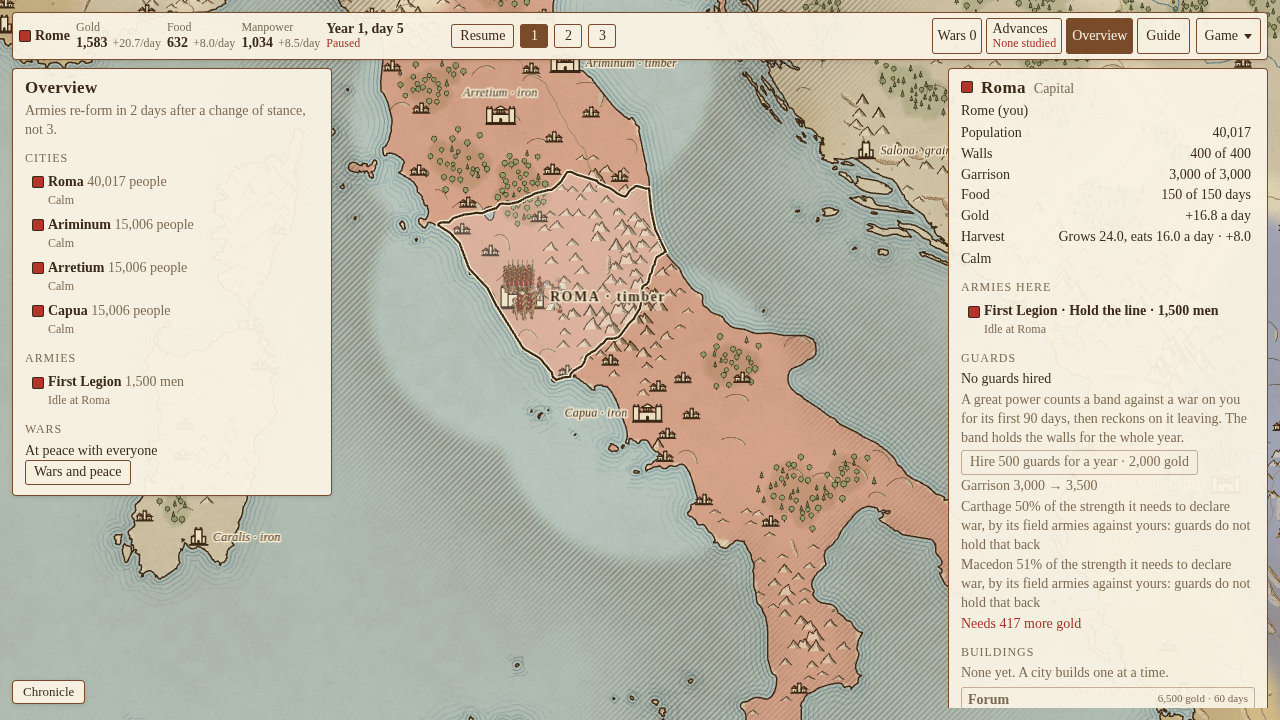 Rome
Gold
1,583 +20.7/day
Food
632 +8.0/day
Manpower
1,034 +8.5/day
Year 1, day 5
Paused
Resume
1
2
3
Wars 0
Advances
None studied
Overview
Guide
Game
Overview
Armies re-form in 2 days after a change of stance,
not 3.
CITIES
Roma 40,017 people
Calm
Ariminum 15,006 people
Calm
Arretium 15,006 people
Calm
Capua 15,006 people
Calm
ARMIES
First Legion 1,500 men
Idle at Roma
WARS
At peace with everyone
Wars and peace
Chronicle
Ariminum · timber
Arretium · iron
Salona · grain
ROMA · timber
Capua · iron
Caralis · iron
Roma Capital
Rome (you)
Population 40,017
Walls 400 of 400
Garrison 3,000 of 3,000
Food 150 of 150 days
Gold +16.8 a day
Harvest Grows 24.0, eats 16.0 a day · +8.0
Calm
ARMIES HERE
First Legion · Hold the line · 1,500 men
Idle at Roma
GUARDS
No guards hired
A great power counts a band against a war on you
for its first 90 days, then reckons on it leaving. The
band holds the walls for the whole year.
Hire 500 guards for a year · 2,000 gold
Garrison 3,000 → 3,500
Carthage 50% of the strength it needs to declare
war, by its field armies against yours: guards do not
hold that back
Macedon 51% of the strength it needs to declare
war, by its field armies against yours: guards do not
hold that back
Needs 417 more gold
BUILDINGS
None yet. A city builds one at a time.
Forum 6,500 gold · 60 days